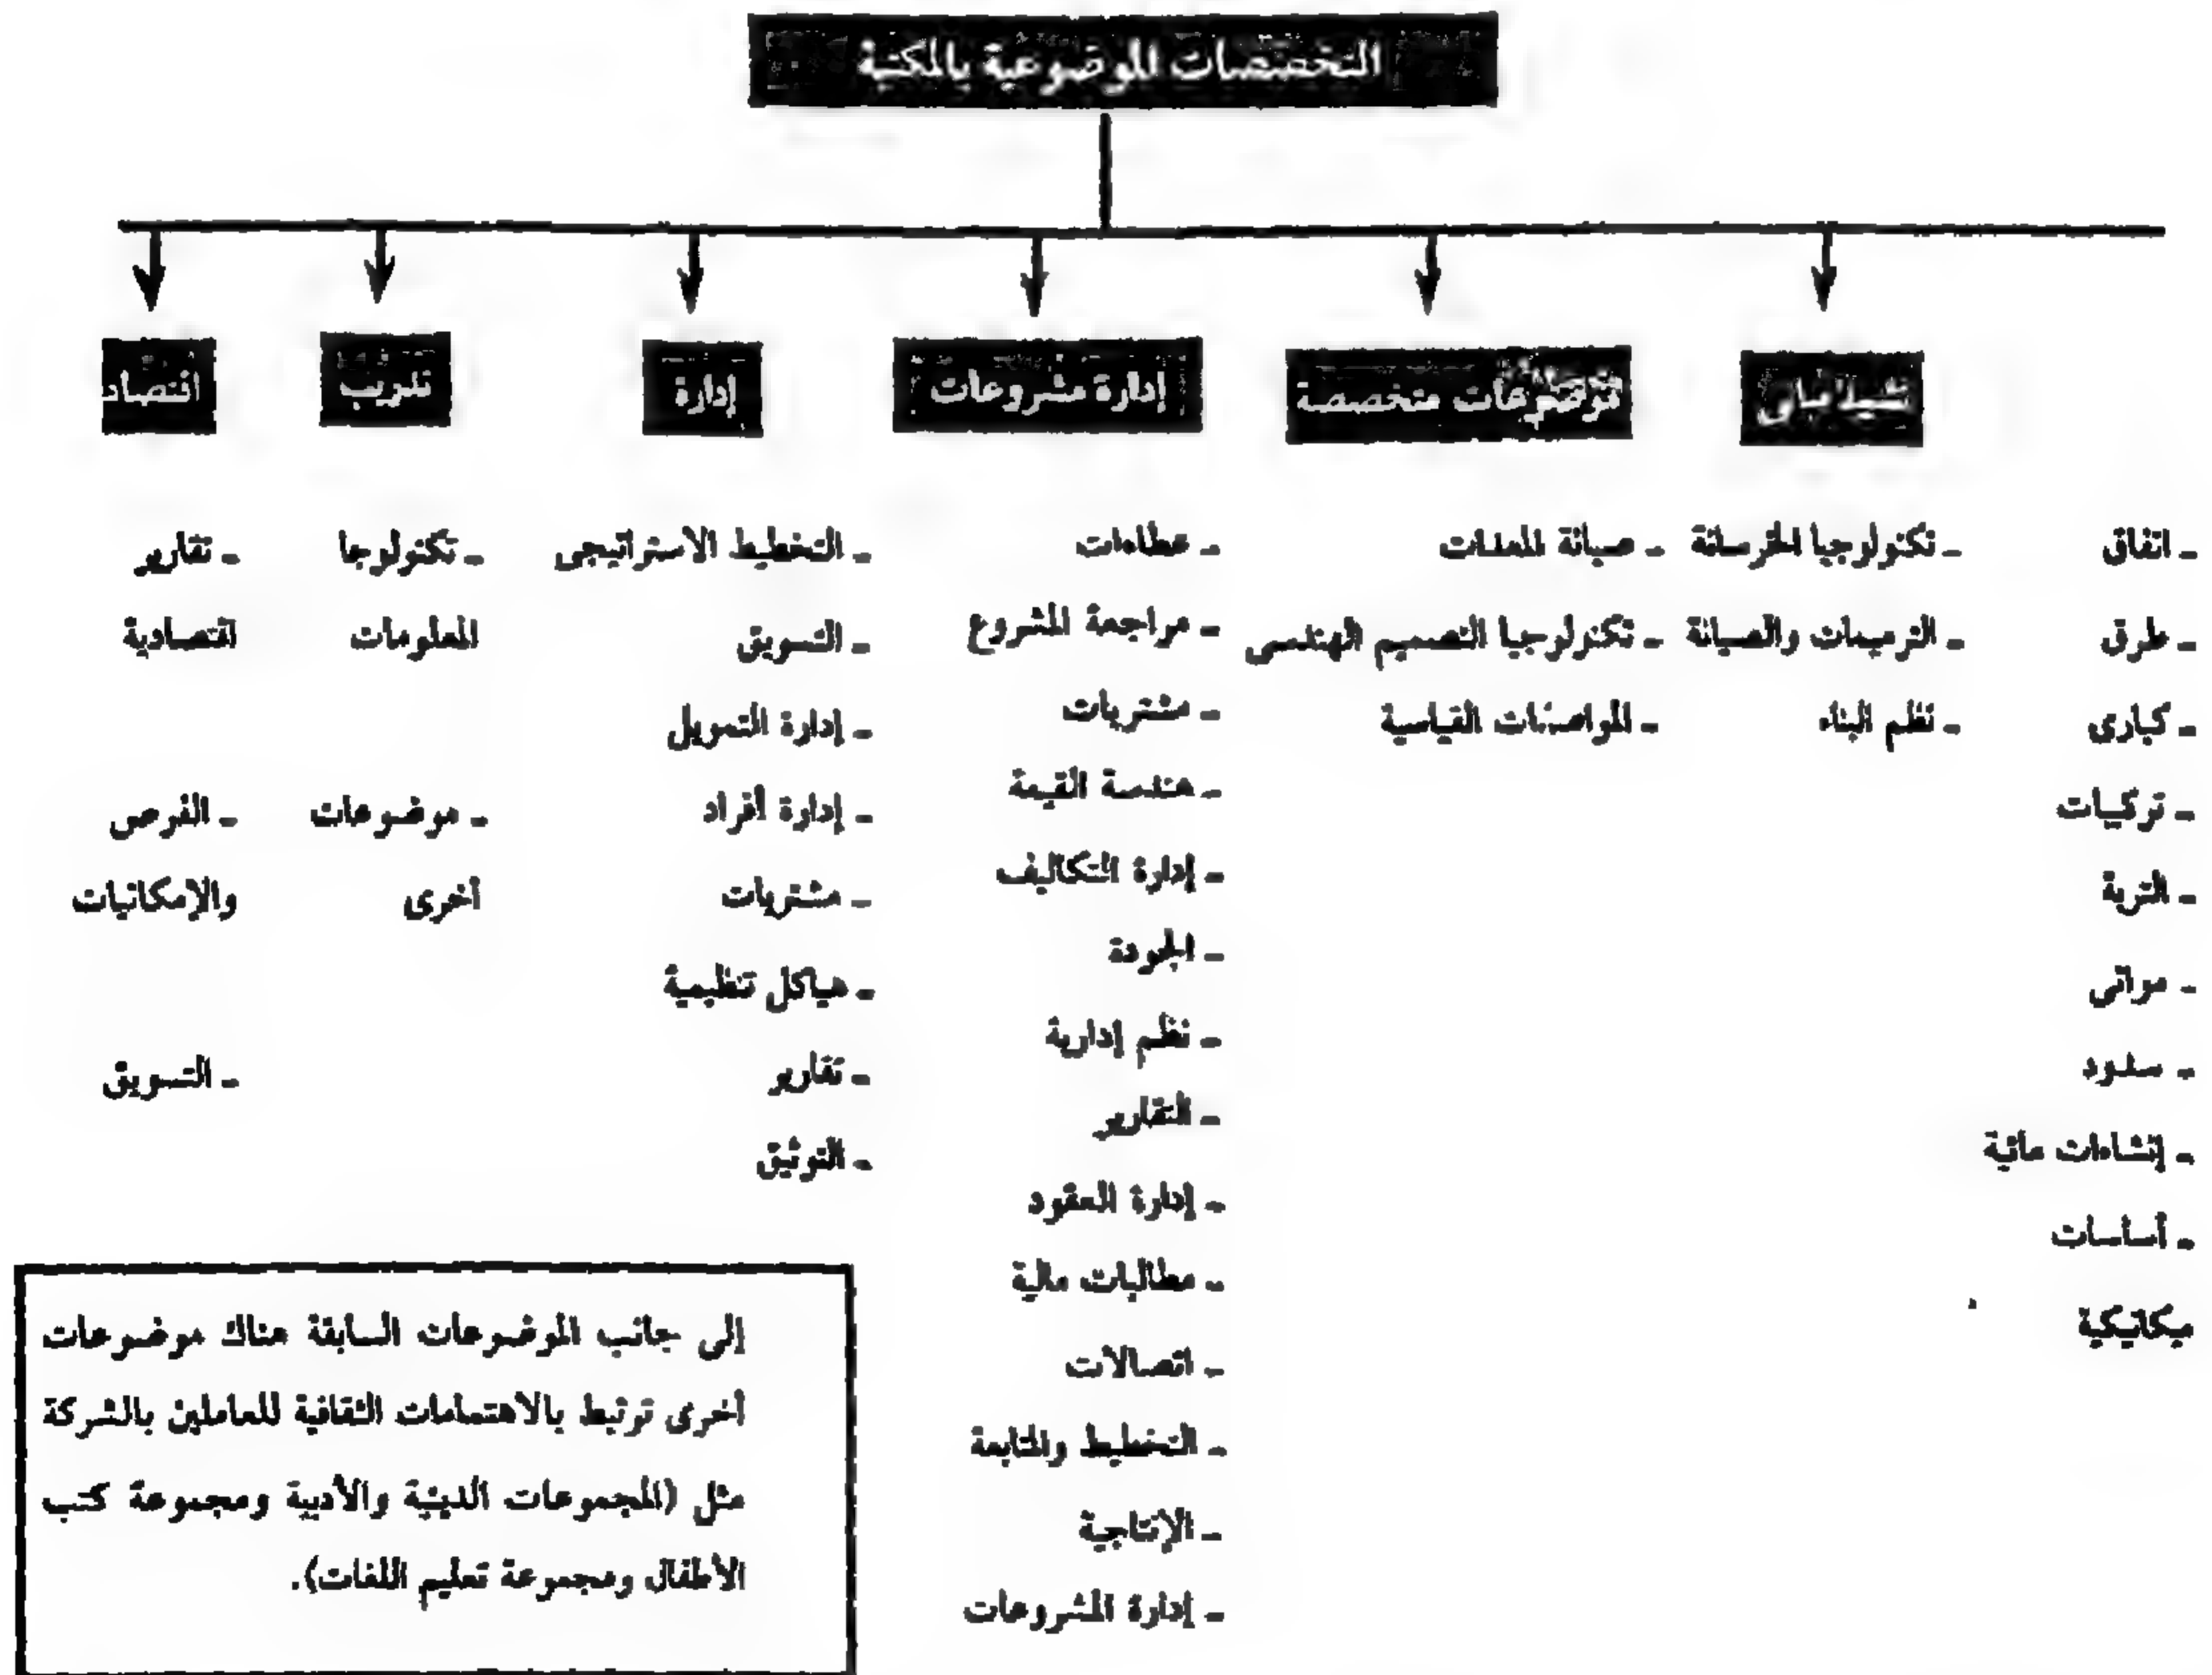 التخصصات الموضوعية بالمكتبة
تشييد مباني
موضوعات متخصصة
إدارة مشروعات
إدارة
تدريب
اقتصاد
ـ اتفاق
ـ طرق
ـ كبارى
ـ تركيبات
ـ التربة
ـ موانى
ـ سدود
ـ إنشاءات مائية
ـ أساسات
ميكانيكية
ـ تكنولوجيا الخرسانة
ـ الترميمات والصيانة
ـ نظم البناء
ـ صيانة المعدات
ـ تكنولوجيا التصميم الهندسى
ـ المواصفات القياسية
ـ عطاءات
ـ مراجعة المشروع
ـ مشتريات
ـ هندسة القيمة
ـ إدارة التكاليف
ـ الجودة
ـ نظم إدارية
ـ التقارير
ـ إدارة العقود
ـ مطالبات مالية
ـ اتصالات
ـ التخطيط والمتابعة
ـ الإنتاجية
ـ إدارة المشروعات
ـ التخطيط الاستراتيجى
ـ التسويق
ـ إدارة التمويل
ـ إدارة أفراد
ـ مشتريات
ـ هياكل تنظيمية
ـ تقارير
ـ التوثيق
ـ تكنولوجا
المعلومات
ـ موضوعات
أخرى
ـ تقارير
اقتصادية
ـ الفرص
والإمكانيات
ـ التسويق
إلى جانب الموضوعات السابقة هناك موضوعات
أخرى ترتبط بالاهتمامات الثقافية للعاملين بالشركة
مثل (المجموعات الدينية والأدبية ومجموعة كتب
الأطفال ومجموعة تعليم اللغات).